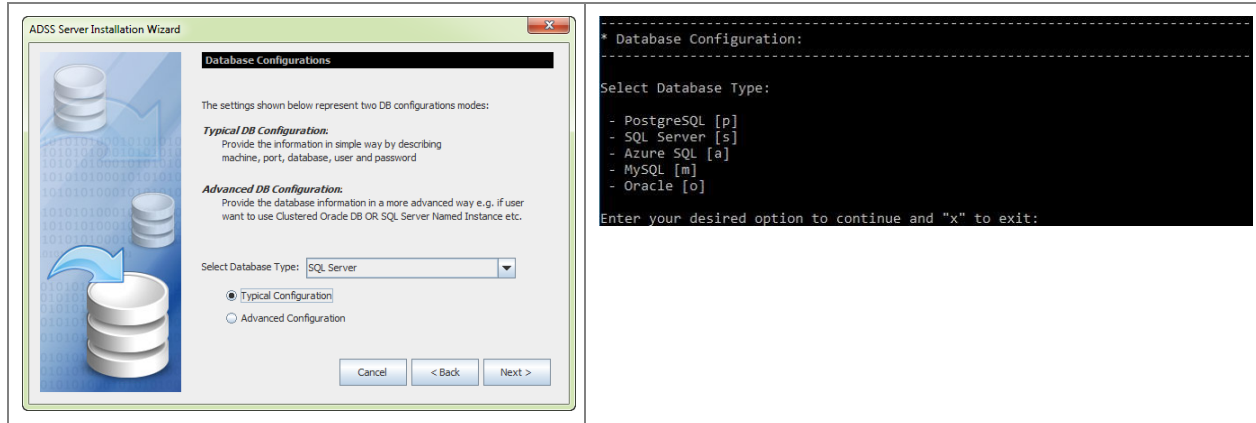 ADSS Server Installation Wizard
Database Configurations
The settings shown below represent two DB configurations modes:
Typical DB Configuration:
Provide the information in simple way by describing
machine, port, database, user and password
Advanced DB Configuration:
Provide the database information in a more advanced way e.g. if user
want to use Clustered Oracle DB OR SQL Server Named Instance etc.
Select Database Type: SQL Server
Typical Configuration
Advanced Configuration
Cancel < Back Next >
* Database Configuration:
Select Database Type:
- PostgreSQL [p]
- SQL Server [s]
- Azure SQL [a]
- MySQL [m]
- Oracle [o]
Enter your desired option to continue and "x" to exit: